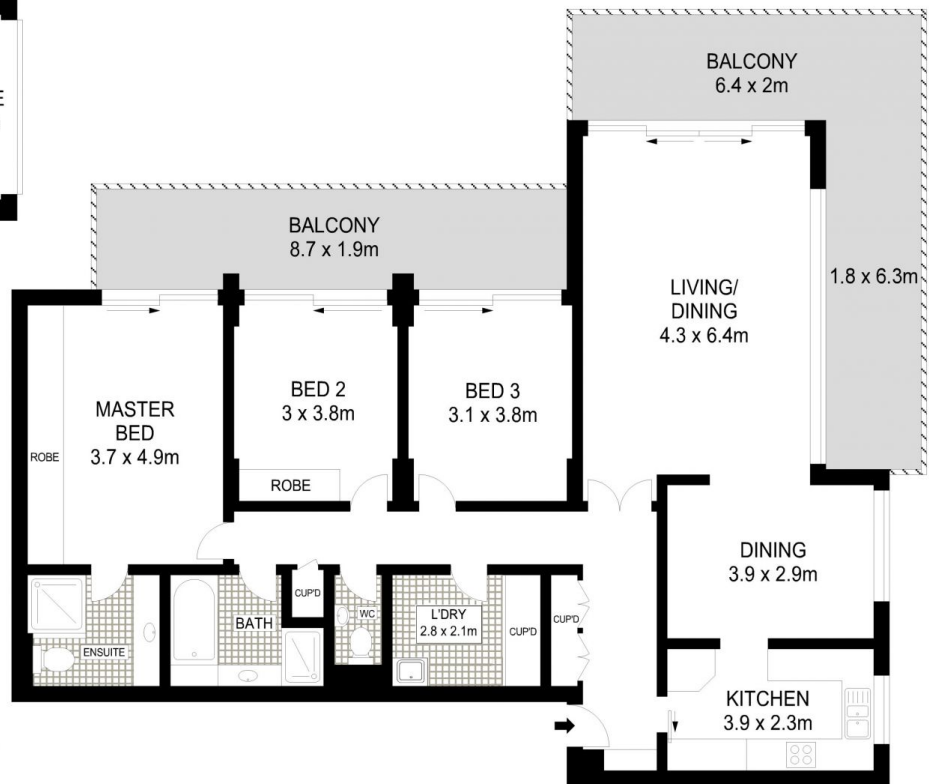 E
BALCONY
6.4 x 2m
BALCONY
8.7 x 1.9m
1.8 x 6.3m
LIVING/
DINING
4.3 x 6.4m
MASTER
BED
3.7 x 4.9m
ROBE
BED 2
3 x 3.8m
ROBE
BED 3
3.1 x 3.8m
DINING
3.9 x 2.9m
ENSUITE
BATH
CUP'D
WC
L'DRY
2.8 x 2.1m
CUP'D
CUP'D
KITCHEN
3.9 x 2.3m